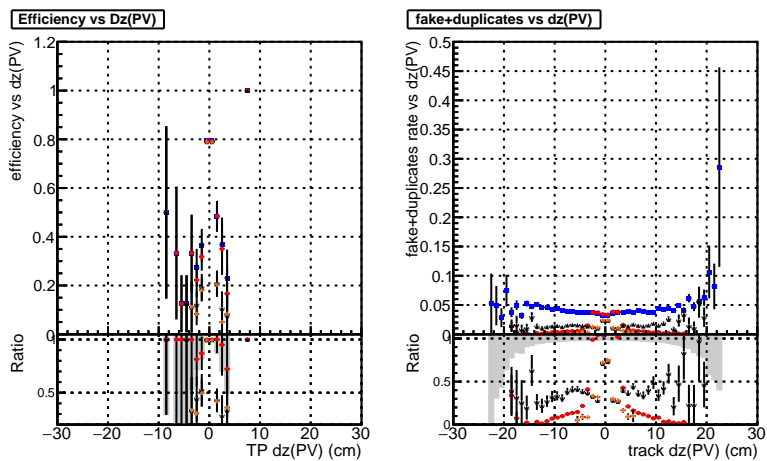 Efficiency vs Dz(PV)
efficiency vs dz(PV)
1.2
1
0.8
0.6
0.4
0.2
0
Ratio
1
0.5
−30 −20 −10 0 10 20 30
TP dz(PV) (cm)
fake+duplicates vs dz(PV)
fake+duplicates rate vs dz(PV)
0.5
0.45
0.4
0.35
0.3
0.25
0.2
0.15
0.1
0.05
0
Ratio
1
0.5
0
−30 −20 −10 0 10 20 30
track dz(PV) (cm)